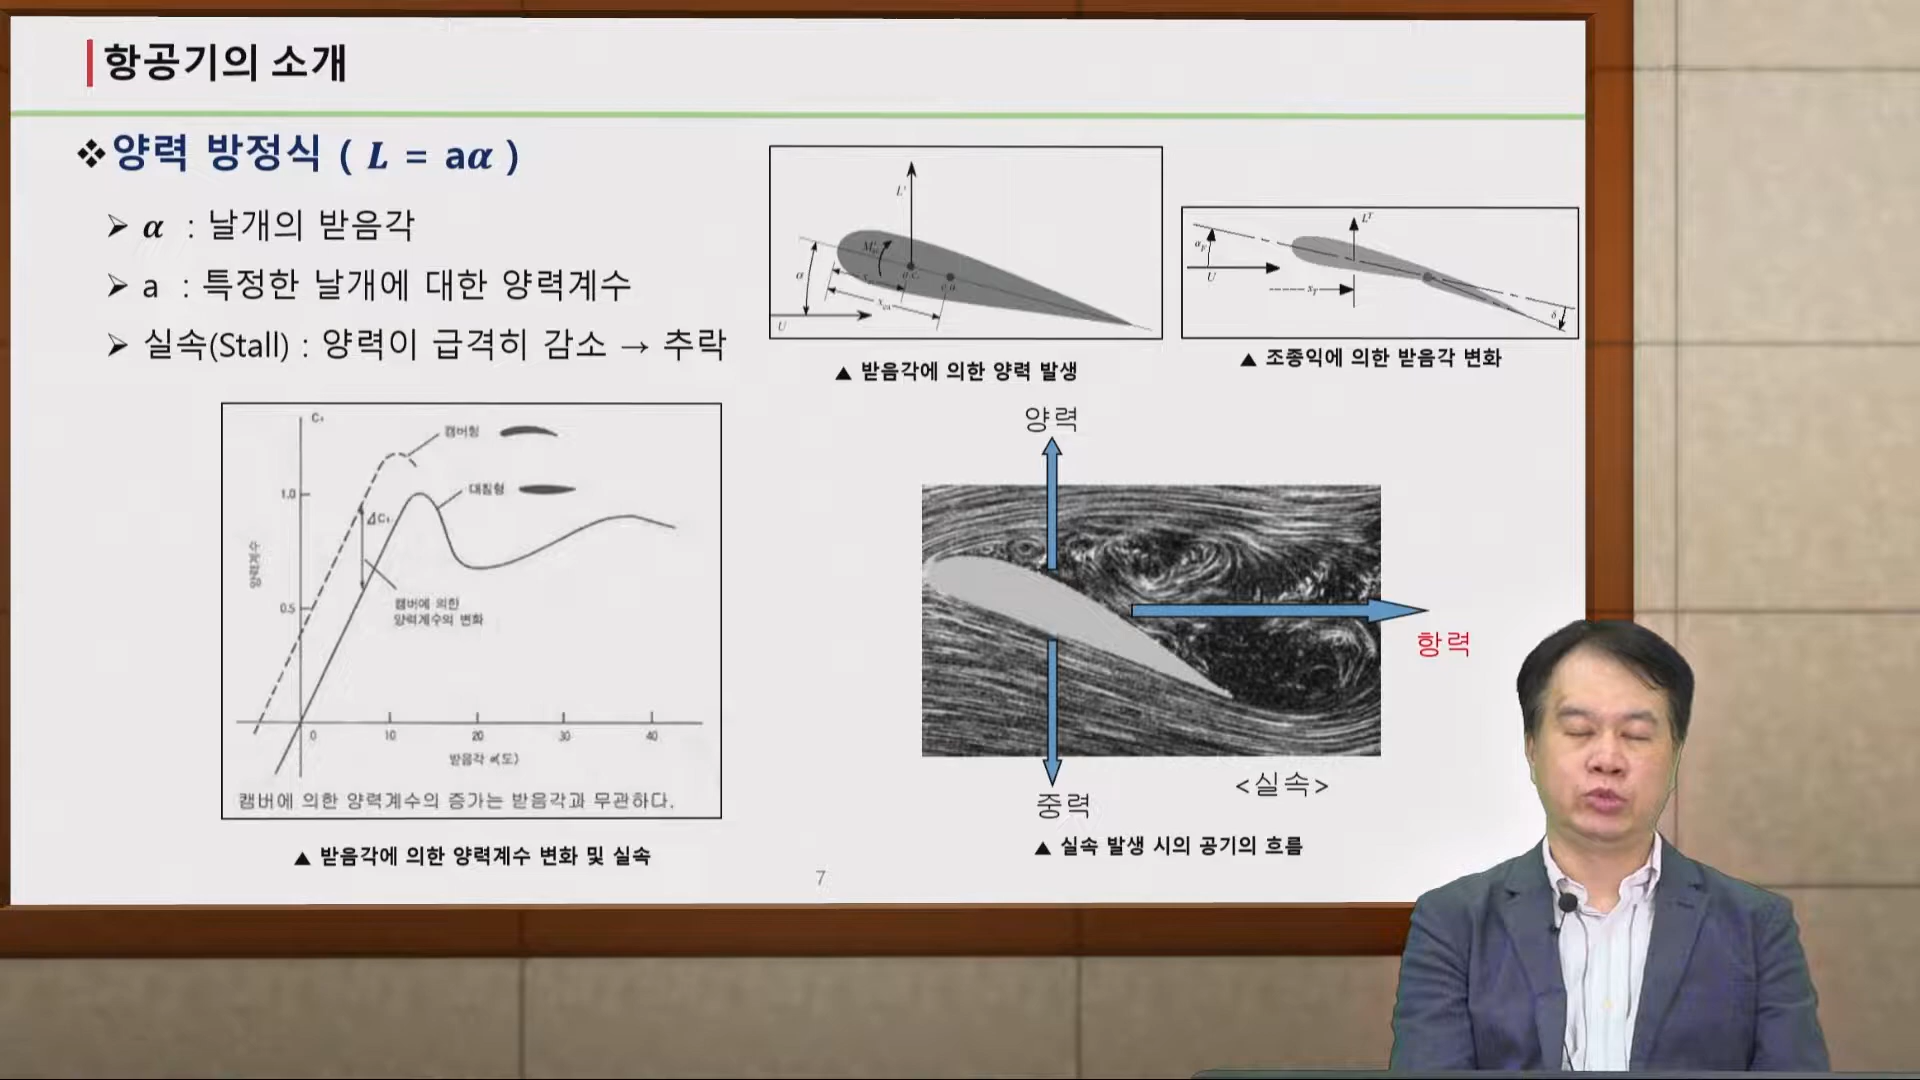 항공기의 소개
❖ 양력 방정식 ( L = aα )
➢ α : 날개의 받음각
➢ a : 특정한 날개에 대한 양력계수
➢ 실속(Stall) : 양력이 급격히 감소 → 추락
L'
α
U
▲ 받음각에 의한 양력 발생
L^T
α_F
U
x_T
δ
▲ 조종익에 의한 받음각 변화
캠버형
대칭형
1.0
ΔC
양력계수
0.5
캠버에 의한
양력계수의 변화
0 10 20 30 40
받음각 α(도)
캠버에 의한 양력계수의 증가는 받음각과 무관하다.
▲ 받음각에 의한 양력계수 변화 및 실속
양력
항력
중력
<실속>
▲ 실속 발생 시의 공기의 흐름
7